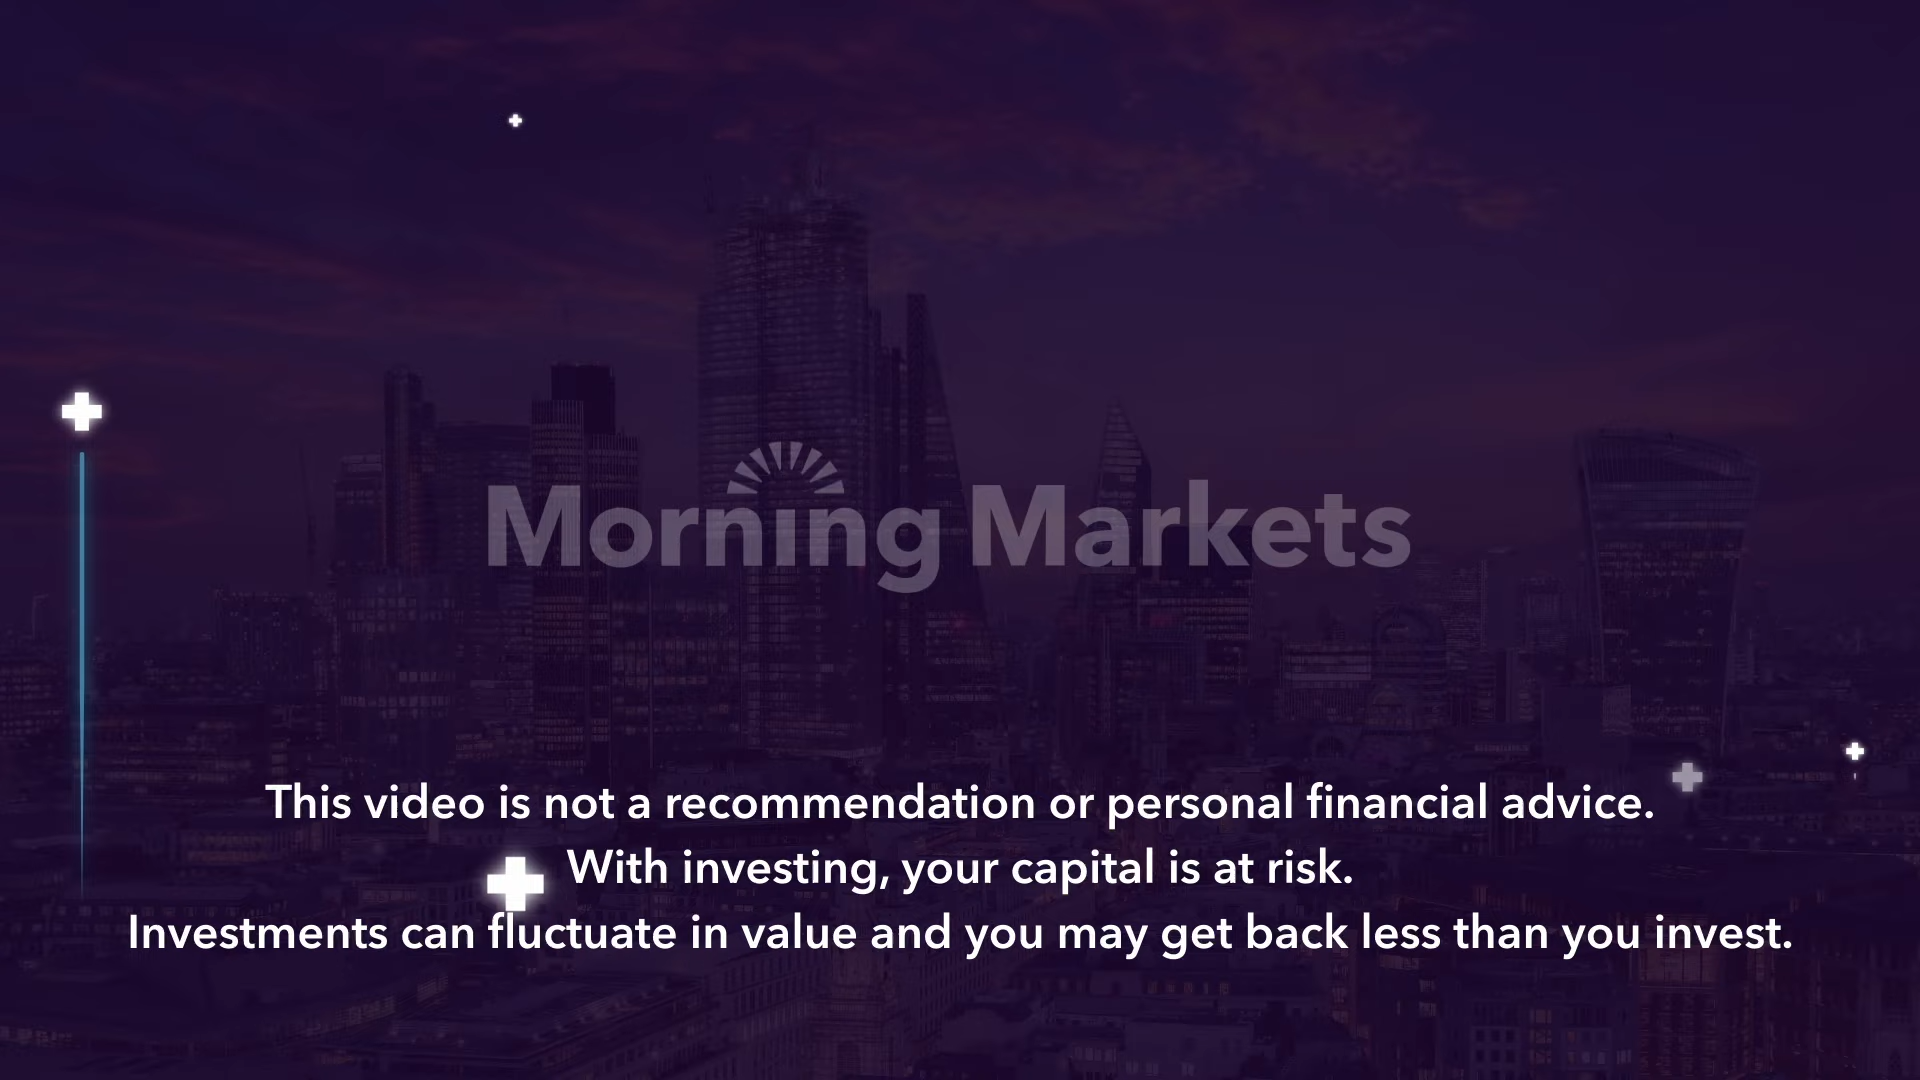 Morning Markets
This video is not a recommendation or personal financial advice.
With investing, your capital is at risk.
Investments can fluctuate in value and you may get back less than you invest.